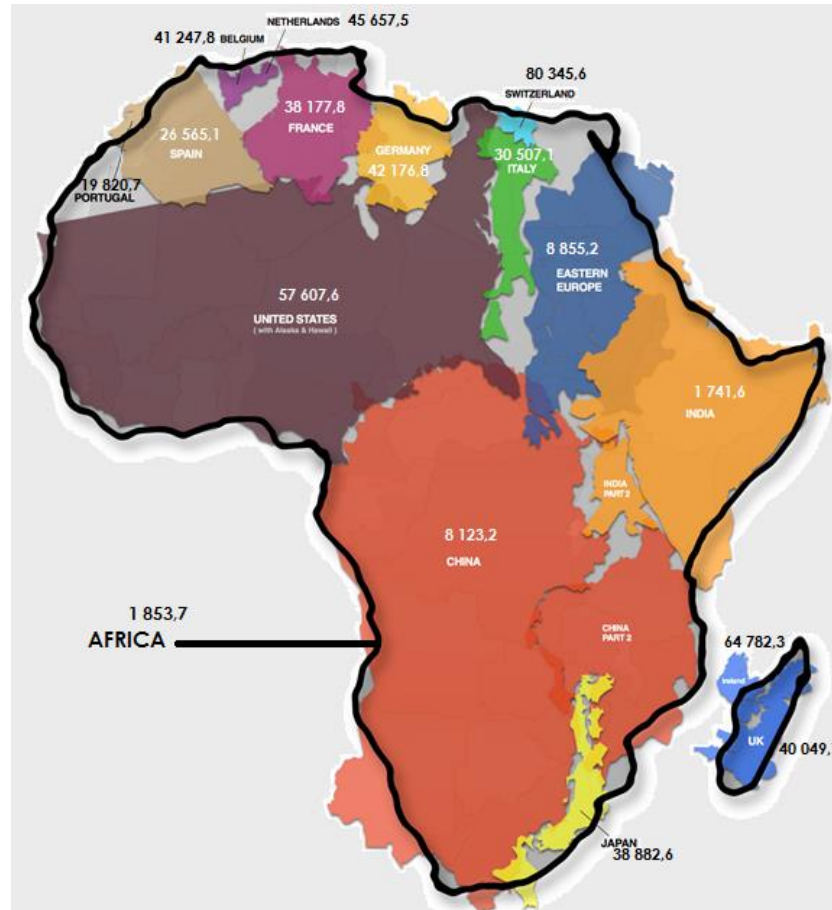 NETHERLANDS 45 657,5
41 247,8 BELGIUM
80 345,6
SWITZERLAND
38 177,8
FRANCE
26 565,1
SPAIN
GERMANY
42 176,8
30 507,1
ITALY
19 820,7
PORTUGAL
8 855,2
EASTERN
EUROPE
57 607,6
UNITED STATES
( with Alaska & Hawaii )
1 741,6
INDIA
INDIA
PART 2
8 123,2
CHINA
1 853,7
AFRICA
CHINA
PART 2
64 782,3
Ireland
UK
40 049,
JAPAN
38 882,6